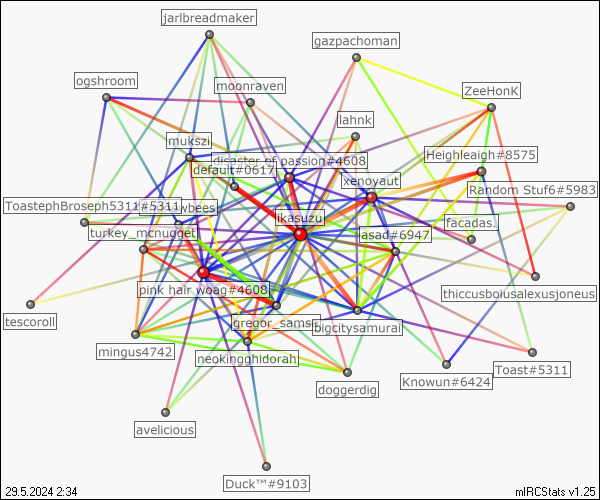 jarlbreadmaker
gazpachoman
ogshroom
moonraven
ZeeHonK
lahnk
mukszi
Heighleigh#8575
disaster of passion#4608
default#0617
xenovaut
Random Stuf6#5983
ToastephBroseph5311#5311
wbees
ikasuzu
facadas.
turkey_mcnugget
asad#6947
pink hair woag#4608
thiccusboiusalexusjoneus
tescoroll
gregor_samsa
bigcitysamurai
mingus4742
neokingghidorah
Toast#5311
doggerdig
Knowun#6424
avelicious
Duck™#9103
29.5.2024 2:34
mIRCStats v1.25